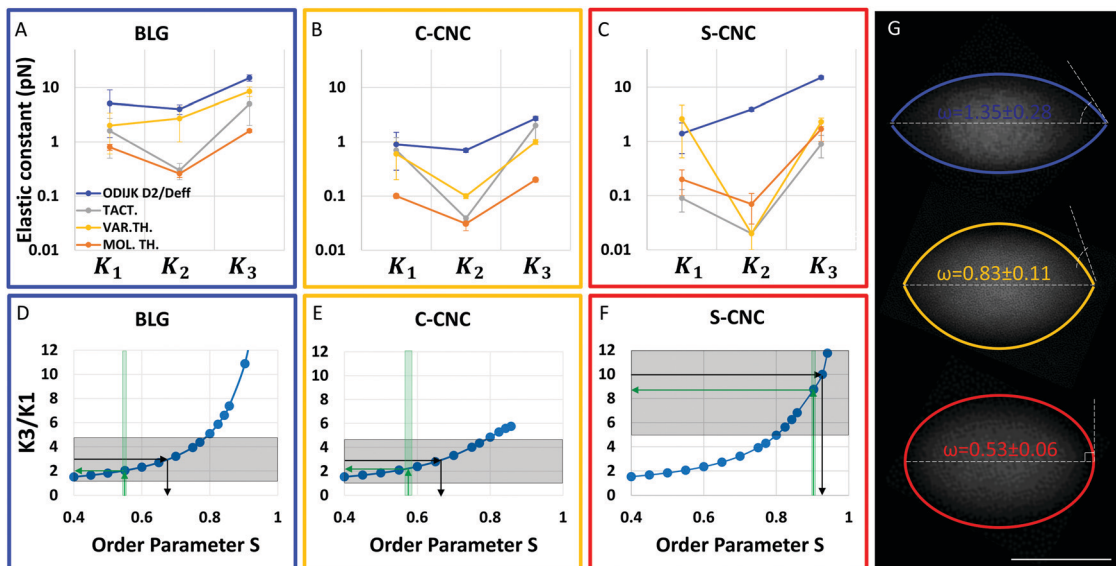 A
BLG
Elastic constant (pN)
10
1
0.1
0.01
ODIJK D2/Deff
TACT.
VAR.TH.
MOL. TH.
K1
K2
K3
B
C-CNC
10
1
0.1
0.01
K1
K2
K3
C
S-CNC
10
1
0.1
0.01
K1
K2
K3
D
BLG
K3/K1
12
10
8
6
4
2
0
0.4
0.6
0.8
1
Order Parameter S
E
C-CNC
12
10
8
6
4
2
0
0.4
0.6
0.8
1
Order Parameter S
F
S-CNC
12
10
8
6
4
2
0
0.4
0.6
0.8
1
Order Parameter S
G
ω=1.35±0.28
ω=0.83±0.11
ω=0.53±0.06